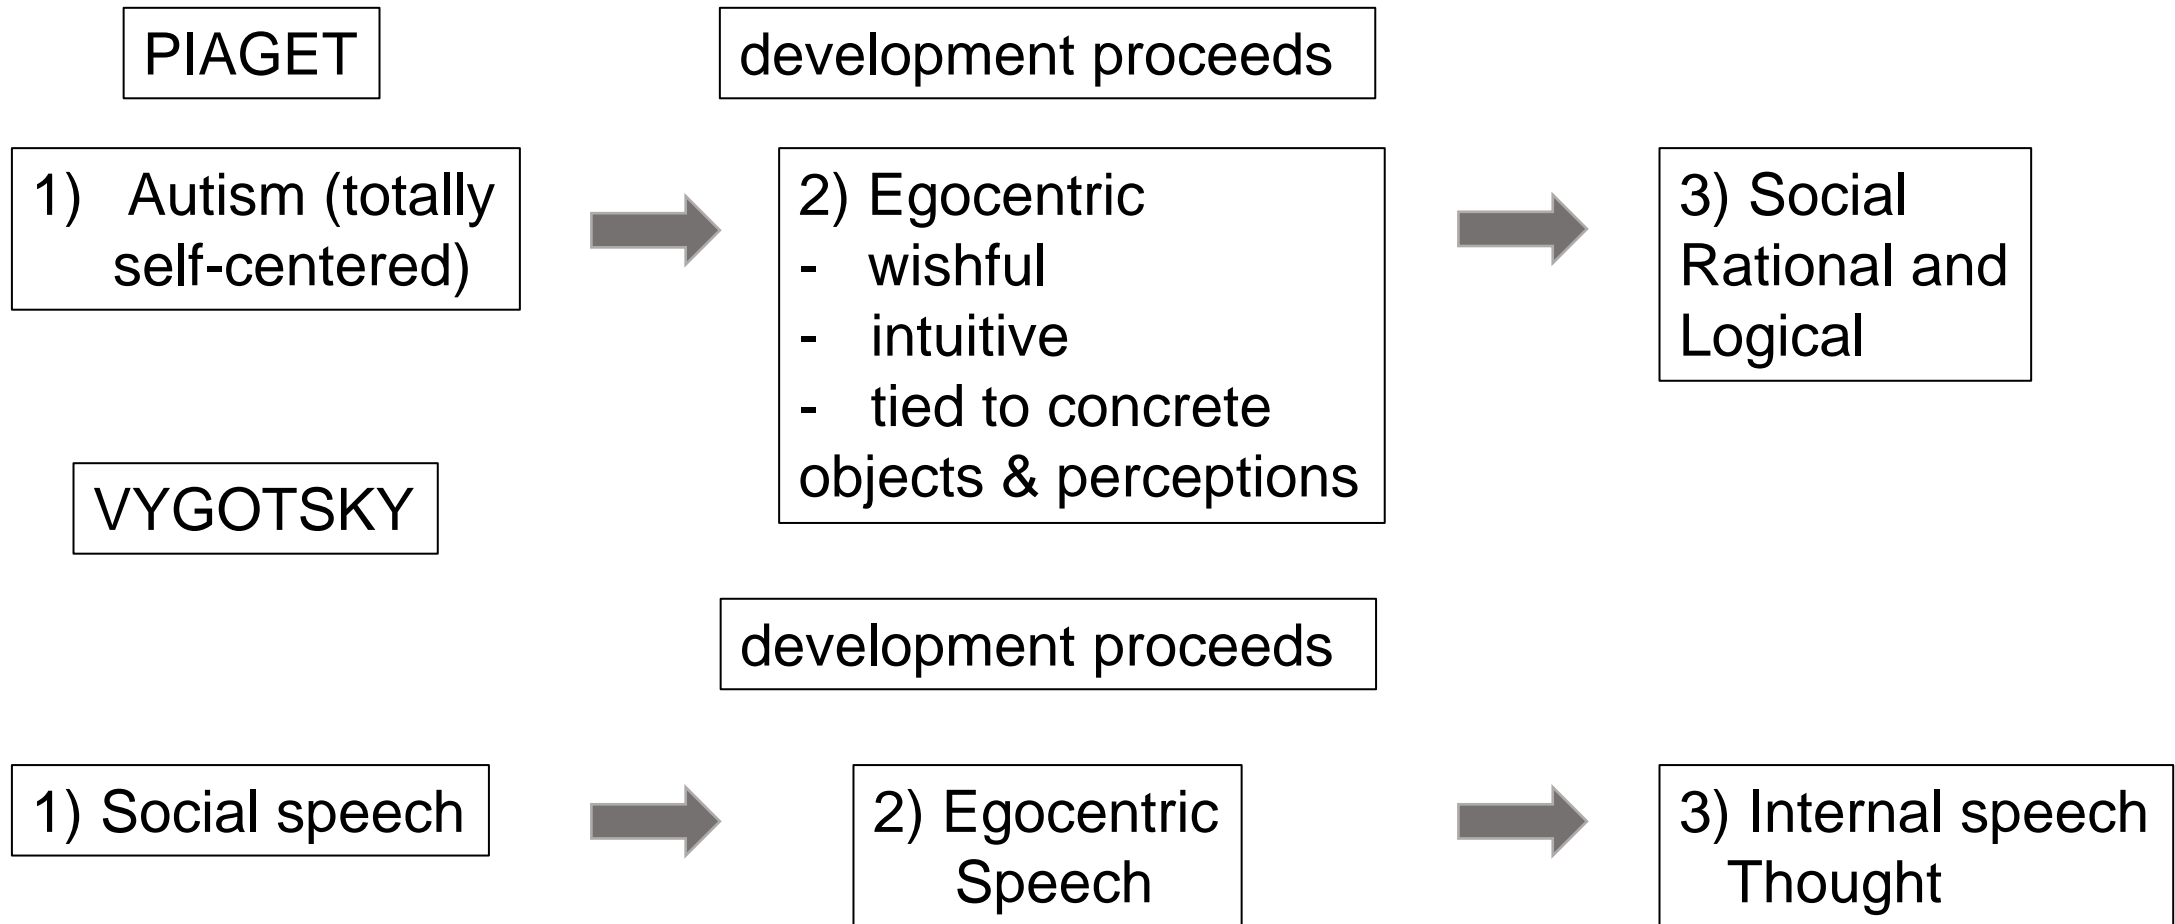 PIAGET
development proceeds
1) Autism (totally
self-centered)
2) Egocentric
- wishful
- intuitive
- tied to concrete
objects & perceptions
3) Social
Rational and
Logical
VYGOTSKY
development proceeds
1) Social speech
2) Egocentric
Speech
3) Internal speech
Thought